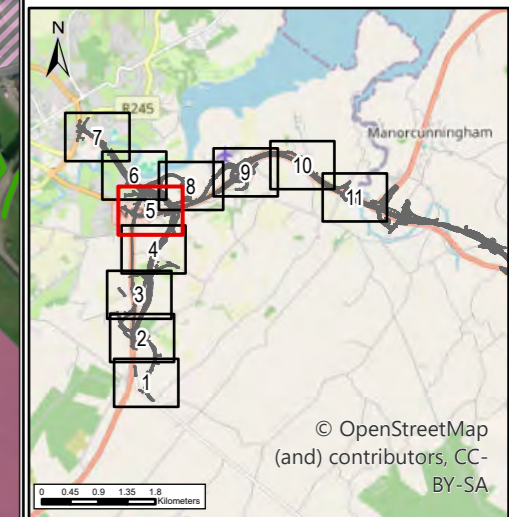 N
R245
Manorcunningham
7
6
8
9
10
11
5
4
3
2
1
© OpenStreetMap
(and) contributors, CC-
BY-SA
0 0.45 0.9 1.35 1.8
Kilometers